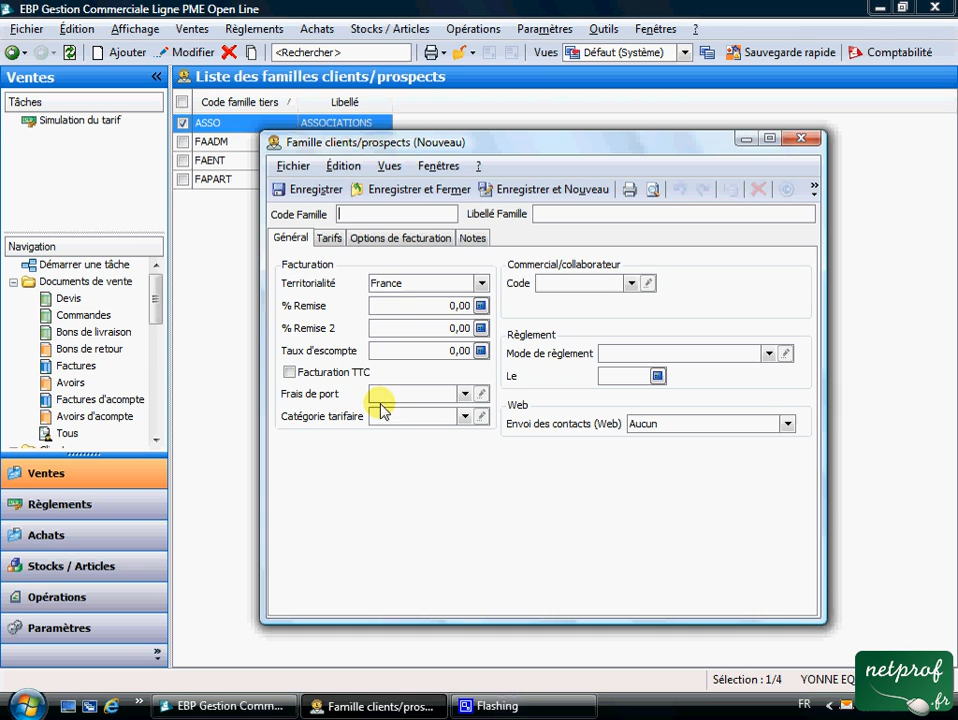 EBP Gestion Commerciale Ligne PME Open Line
Fichier Édition Affichage Ventes Règlements Achats Stocks / Articles Opérations Paramètres Outils Fenêtres ?
Ajouter Modifier <Rechercher> Vues Défaut (Système) Sauvegarde rapide Comptabilité
Ventes « Liste des familles clients/prospects
Tâches
Simulation du tarif
Code famille tiers / Libellé
ASSO ASSOCIATIONS
FAADM
FAENT
FAPART
Famille clients/prospects (Nouveau)
Fichier Édition Vues Fenêtres ?
Enregistrer Enregistrer et Fermer Enregistrer et Nouveau »
Code Famille Libellé Famille
Général Tarifs Options de facturation Notes
Facturation
Territorialité France
% Remise 0,00
% Remise 2 0,00
Taux d'escompte 0,00
Facturation TTC
Frais de port
Catégorie tarifaire
Commercial/collaborateur
Code
Règlement
Mode de règlement
Le
Web
Envoi des contacts (Web) Aucun
Navigation
Démarrer une tâche
Documents de vente
Devis
Commandes
Bons de livraison
Bons de retour
Factures
Avoirs
Factures d'acompte
Avoirs d'acompte
Tous
Ventes
Règlements
Achats
Stocks / Articles
Opérations
Paramètres
»
Sélection : 1/4 YONNE EQ
netprof
.fr
» EBP Gestion Comm... Famille clients/pros... Flashing FR